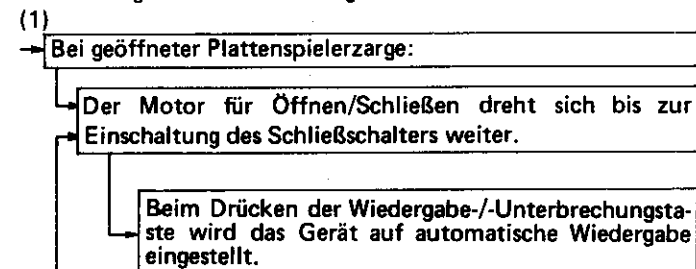 (1)
Bei geöffneter Plattenspielerzarge:
Der Motor für Öffnen/Schließen dreht sich bis zur
Einschaltung des Schließschalters weiter.
Beim Drücken der Wiedergabe-/-Unterbrechungsta-
ste wird das Gerät auf automatische Wiedergabe
eingestellt.